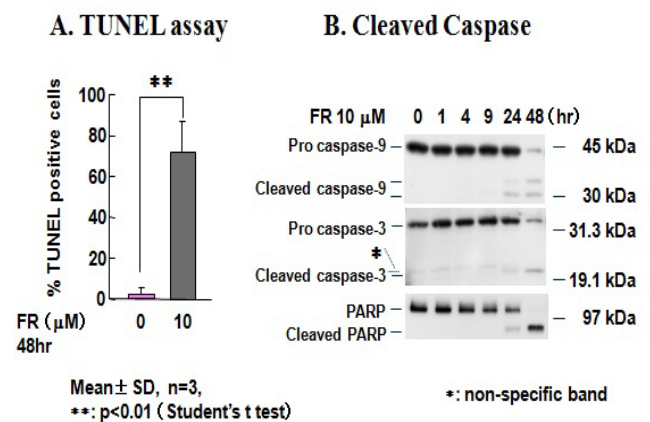 A. TUNEL assay
B. Cleaved Caspase
% TUNEL positive cells
100
80
60
40
20
0
**
FR (μM) 0 10
48hr
Mean± SD, n=3,
**: p<0.01 (Student's t test)
FR 10 μM 0 1 4 9 24 48 (hr)
Pro caspase-9
45 kDa
Cleaved caspase-9
30 kDa
Pro caspase-3
31.3 kDa
*
Cleaved caspase-3
19.1 kDa
PARP
97 kDa
Cleaved PARP
*: non-specific band